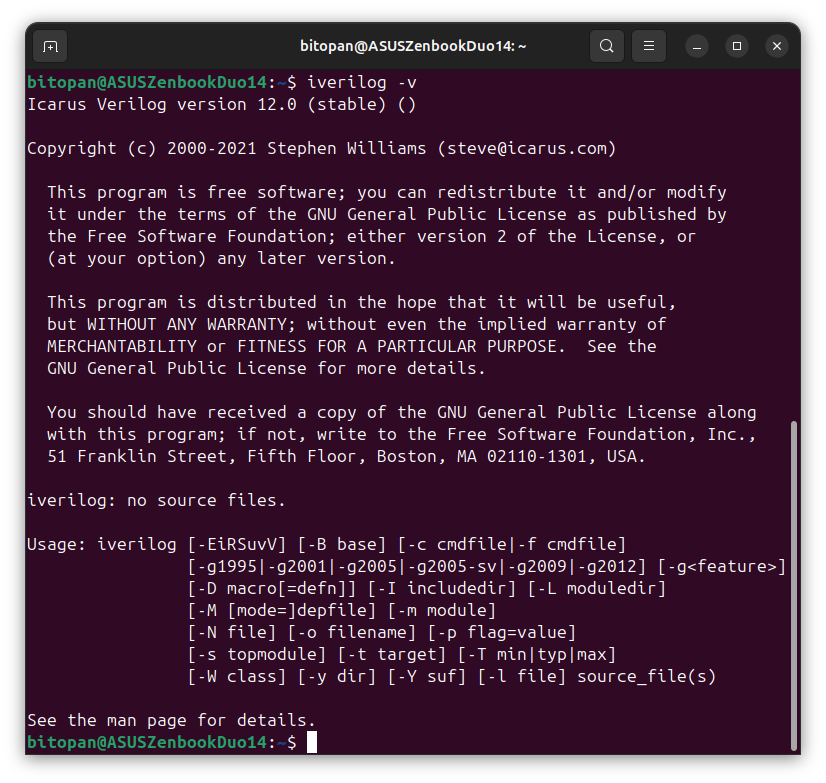 bitopan@ASUSZenbookDuo14: ~
bitopan@ASUSZenbookDuo14:~$ iverilog -v
Icarus Verilog version 12.0 (stable) ()
Copyright (c) 2000-2021 Stephen Williams (steve@icarus.com)
This program is free software; you can redistribute it and/or modify
it under the terms of the GNU General Public License as published by
the Free Software Foundation; either version 2 of the License, or
(at your option) any later version.
This program is distributed in the hope that it will be useful,
but WITHOUT ANY WARRANTY; without even the implied warranty of
MERCHANTABILITY or FITNESS FOR A PARTICULAR PURPOSE.  See the
GNU General Public License for more details.
You should have received a copy of the GNU General Public License along
with this program; if not, write to the Free Software Foundation, Inc.,
51 Franklin Street, Fifth Floor, Boston, MA 02110-1301, USA.
iverilog: no source files.
Usage: iverilog [-EiRSuvV] [-B base] [-c cmdfile|-f cmdfile]
[-g1995|-g2001|-g2005|-g2005-sv|-g2009|-g2012] [-g<feature>]
[-D macro[=defn]] [-I includedir] [-L moduledir]
[-M [mode=]depfile] [-m module]
[-N file] [-o filename] [-p flag=value]
[-s topmodule] [-t target] [-T min|typ|max]
[-W class] [-y dir] [-Y suf] [-l file] source_file(s)
See the man page for details.
bitopan@ASUSZenbookDuo14:~$